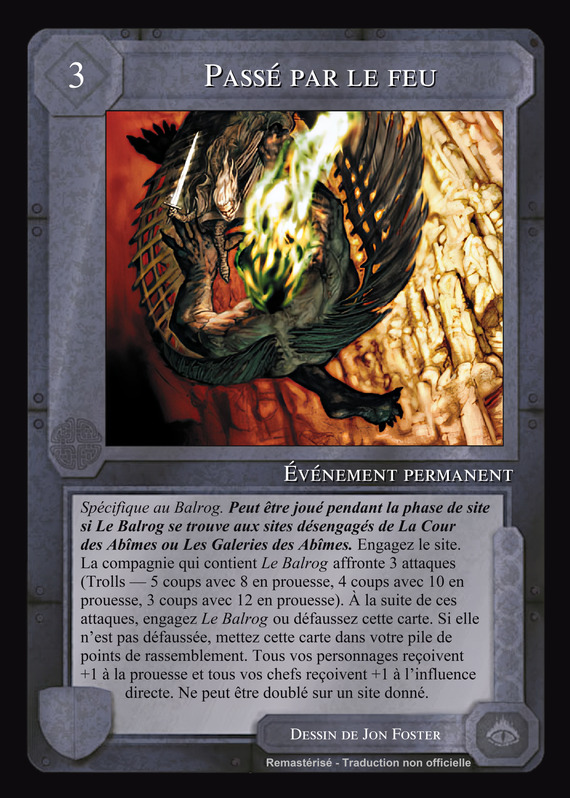 3
Passé par le feu
Événement permanent
Spécifique au Balrog. Peut être joué pendant la phase de site
si Le Balrog se trouve aux sites désengagés de La Cour
des Abîmes ou Les Galeries des Abîmes. Engagez le site.
La compagnie qui contient Le Balrog affronte 3 attaques
(Trolls — 5 coups avec 8 en prouesse, 4 coups avec 10 en
prouesse, 3 coups avec 12 en prouesse). À la suite de ces
attaques, engagez Le Balrog ou défaussez cette carte. Si elle
n'est pas défaussée, mettez cette carte dans votre pile de
points de rassemblement. Tous vos personnages reçoivent
+1 à la prouesse et tous vos chefs reçoivent +1 à l'influence
directe. Ne peut être doublé sur un site donné.
Dessin de Jon Foster
Remastérisé - Traduction non officielle